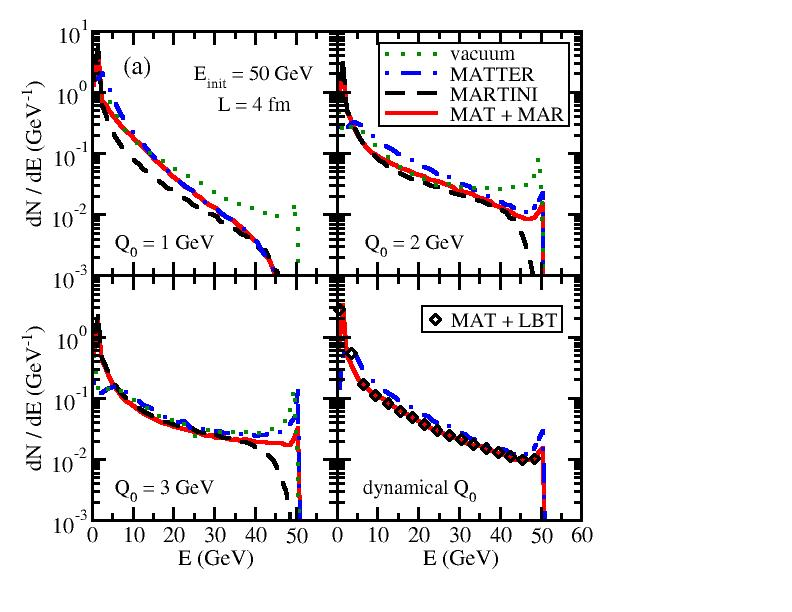 10^1
10^0
10^-1
10^-2
10^-3
dN / dE (GeV^-1)
(a)
E_init = 50 GeV
L = 4 fm
Q_0 = 1 GeV
vacuum
MATTER
MARTINI
MAT + MAR
Q_0 = 2 GeV
10^0
10^-1
10^-2
10^-3
dN / dE (GeV^-1)
Q_0 = 3 GeV
0 10 20 30 40 50
E (GeV)
MAT + LBT
dynamical Q_0
0 10 20 30 40 50 60
E (GeV)